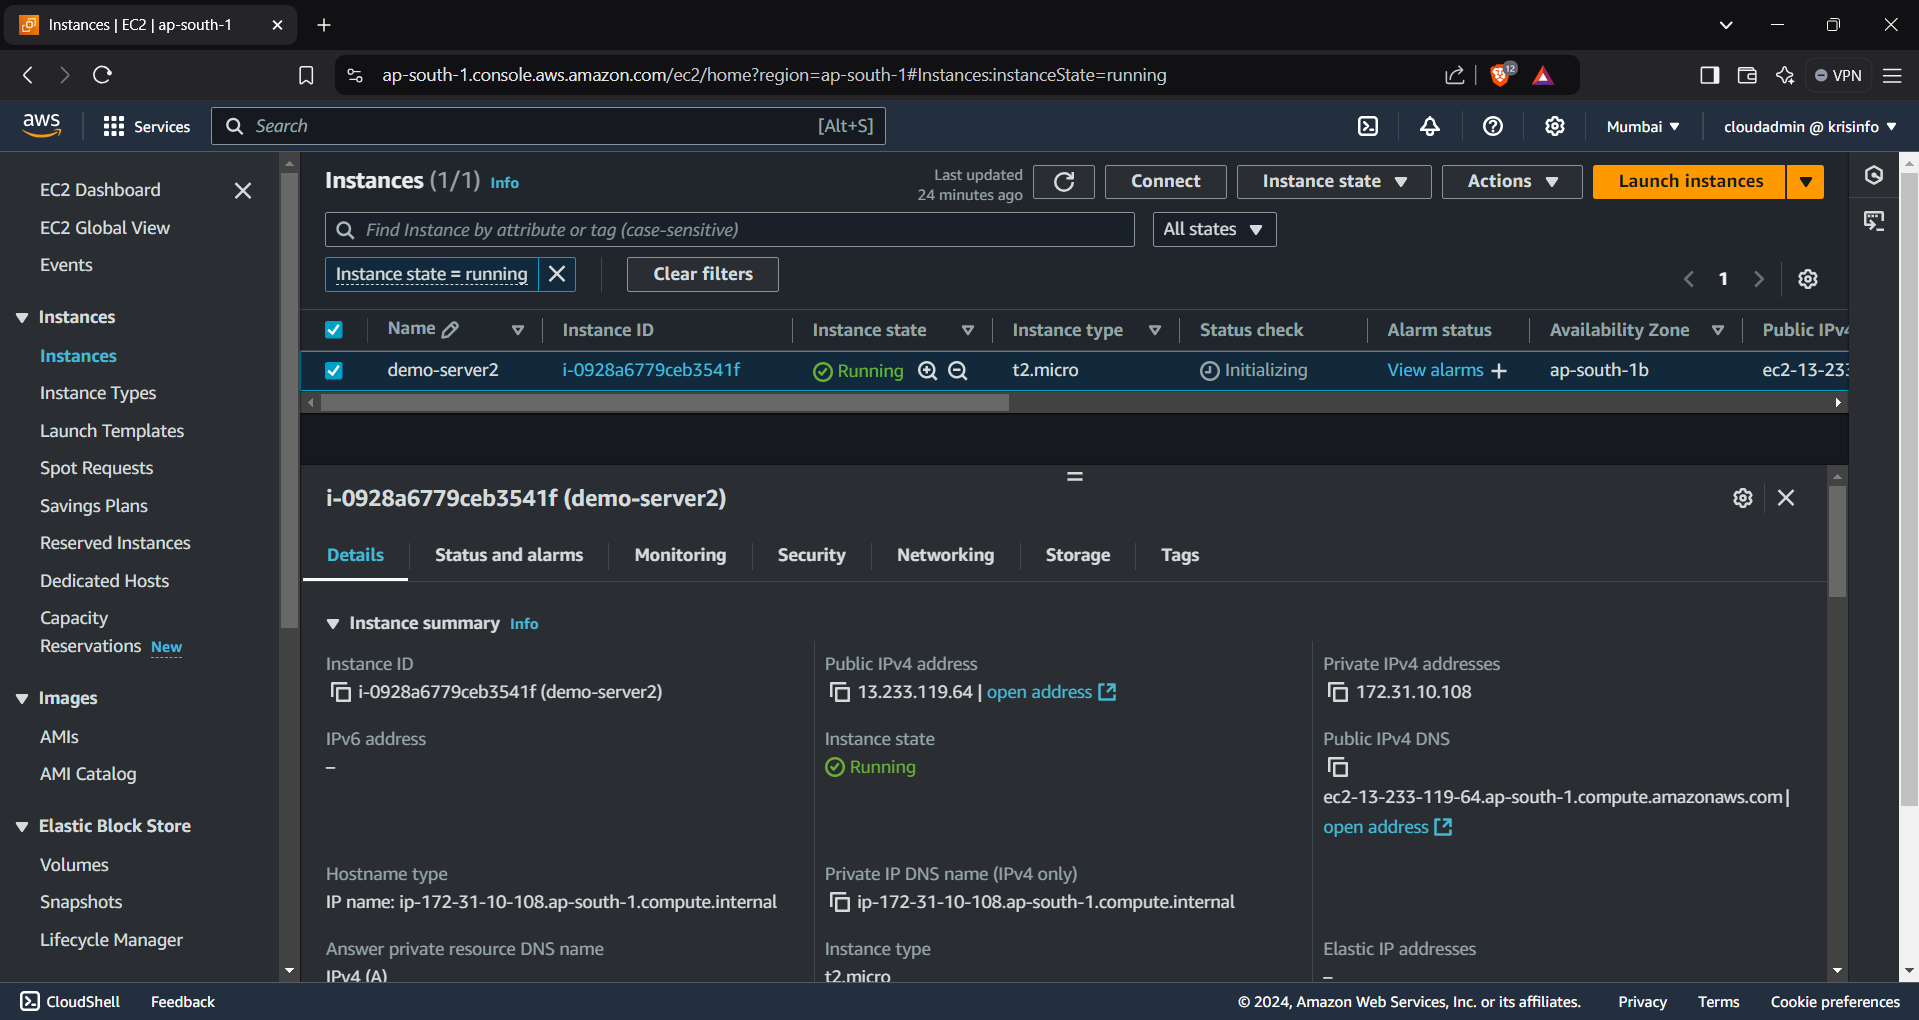 Instances | EC2 | ap-south-1
ap-south-1.console.aws.amazon.com/ec2/home?region=ap-south-1#Instances:instanceState=running
12
VPN
aws
Services
Search
[Alt+S]
Mumbai
cloudadmin @ krisinfo
EC2 Dashboard
EC2 Global View
Events
Instances
Instances
Instance Types
Launch Templates
Spot Requests
Savings Plans
Reserved Instances
Dedicated Hosts
Capacity
Reservations New
Images
AMIs
AMI Catalog
Elastic Block Store
Volumes
Snapshots
Lifecycle Manager
Instances (1/1) Info
Last updated
24 minutes ago
Connect
Instance state
Actions
Launch instances
Find Instance by attribute or tag (case-sensitive)
All states
Instance state = running
Clear filters
1
Name
Instance ID
Instance state
Instance type
Status check
Alarm status
Availability Zone
Public IPv4
demo-server2
i-0928a6779ceb3541f
Running
t2.micro
Initializing
View alarms +
ap-south-1b
ec2-13-233
i-0928a6779ceb3541f (demo-server2)
Details
Status and alarms
Monitoring
Security
Networking
Storage
Tags
Instance summary Info
Instance ID
i-0928a6779ceb3541f (demo-server2)
Public IPv4 address
13.233.119.64 | open address
Private IPv4 addresses
172.31.10.108
IPv6 address
–
Instance state
Running
Public IPv4 DNS
ec2-13-233-119-64.ap-south-1.compute.amazonaws.com |
open address
Hostname type
IP name: ip-172-31-10-108.ap-south-1.compute.internal
Private IP DNS name (IPv4 only)
ip-172-31-10-108.ap-south-1.compute.internal
Answer private resource DNS name
IPv4 (A)
Instance type
t2.micro
Elastic IP addresses
–
CloudShell
Feedback
© 2024, Amazon Web Services, Inc. or its affiliates.
Privacy
Terms
Cookie preferences